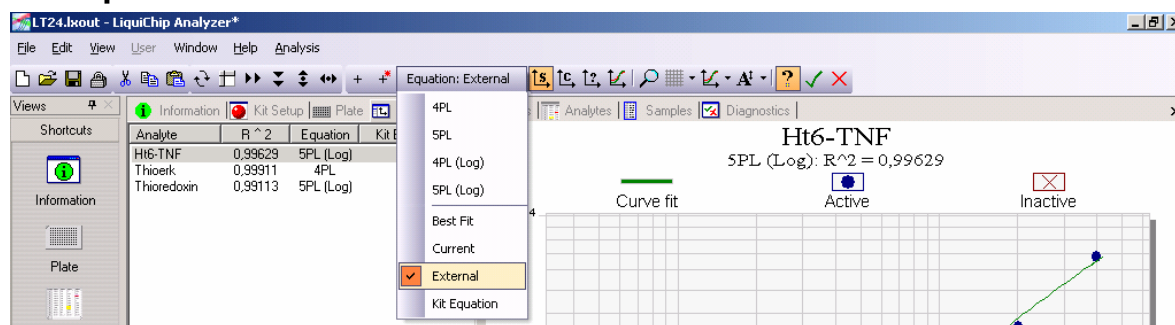 LT24.lxout - LiquiChip Analyzer*
File Edit View User Window Help Analysis
Equation: External
Views
Information Kit Setup Plate Analytes Samples Diagnostics
Shortcuts
Information
Plate
Analyte R ^ 2 Equation
Ht6-TNF 0,99629 5PL (Log)
Thioerk 0,99911 4PL
Thioredoxin 0,99113 5PL (Log)
4PL
5PL
4PL (Log)
5PL (Log)
Best Fit
Current
External
Kit Equation
Ht6-TNF
5PL (Log): R^2 = 0,99629
Curve fit Active Inactive
4